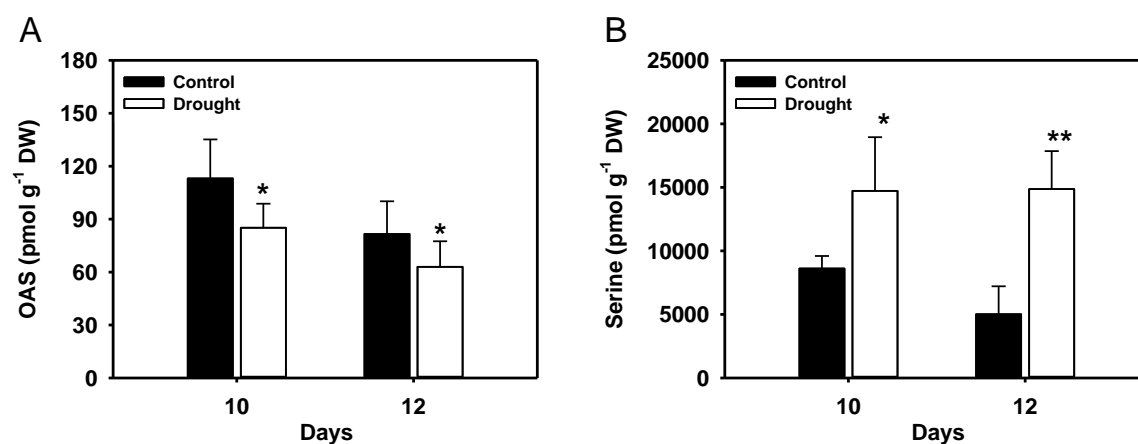 A
OAS (pmol g⁻¹ DW)
180
150
120
90
60
30
0
Control
Drought
*
*
10
12
Days
B
Serine (pmol g⁻¹ DW)
25000
20000
15000
10000
5000
0
Control
Drought
*
**
10
12
Days